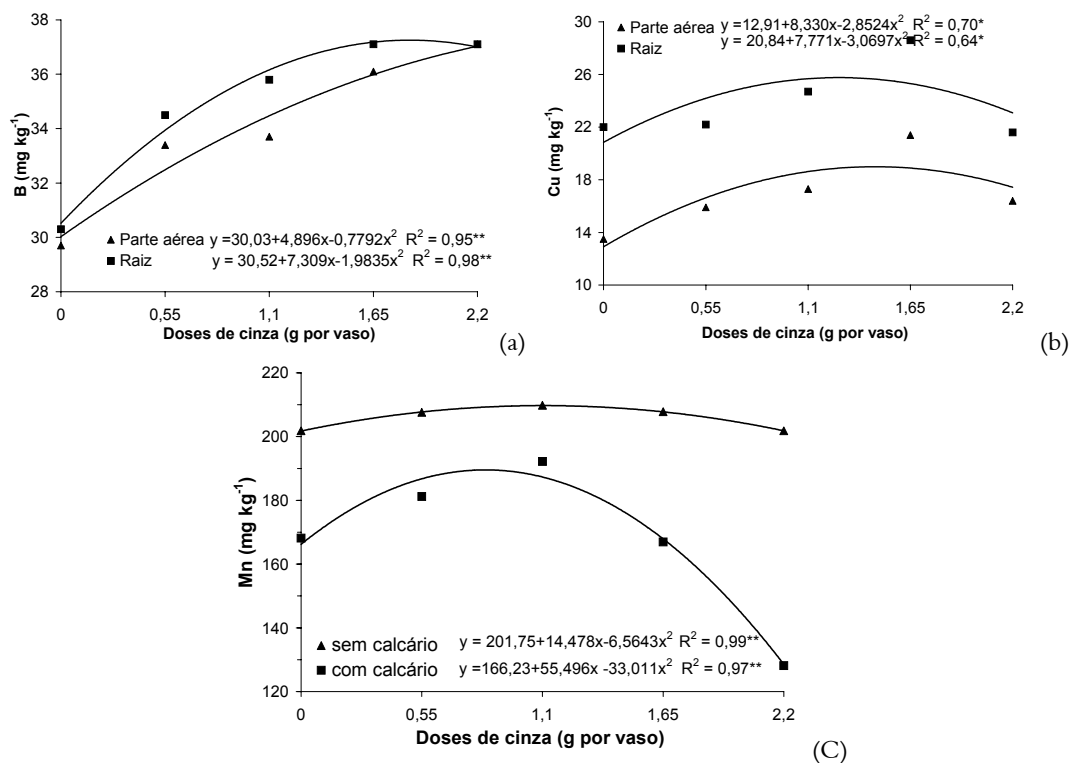 38
36
34
32
30
28
B (mg kg-1)
▲ Parte aérea y =30,03+4,896x-0,7792x² R² = 0,95**
■ Raiz y = 30,52+7,309x-1,9835x² R² = 0,98**
0 0,55 1,1 1,65 2,2
Doses de cinza (g por vaso)
(a)
30
26
22
18
14
10
Cu (mg kg-1)
▲ Parte aérea y =12,91+8,330x-2,8524x² R² = 0,70*
■ Raiz y = 20,84+7,771x-3,0697x² R² = 0,64*
0 0,55 1,1 1,65 2,2
Doses de cinza (g por vaso)
(b)
220
200
180
160
140
120
Mn (mg kg-1)
▲ sem calcário y = 201,75+14,478x-6,5643x² R² = 0,99**
■ com calcário y =166,23+55,496x -33,011x² R² = 0,97**
0 0,55 1,1 1,65 2,2
Doses de cinza (g por vaso)
(C)